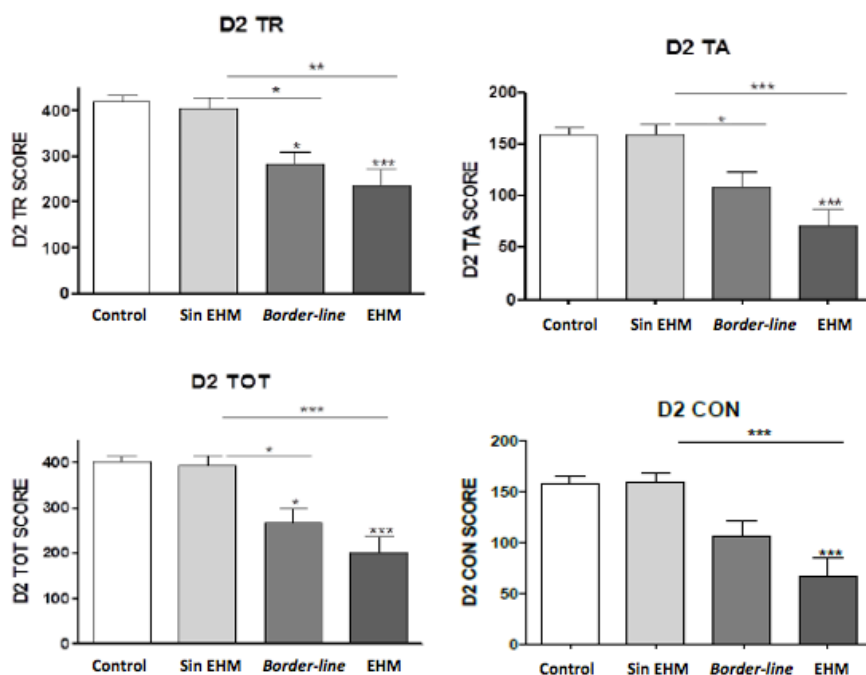 D2 TR
**
*
400
*
300
***
200
100
0
D2 TR SCORE
Control Sin EHM Border-line EHM
D2 TA
200
***
*
150
100
***
50
0
D2 TA SCORE
Control Sin EHM Border-line EHM
D2 TOT
***
*
400
300
*
200
***
100
0
D2 TOT SCORE
Control Sin EHM Border-line EHM
D2 CON
200
***
150
100
***
50
0
D2 CON SCORE
Control Sin EHM Border-line EHM